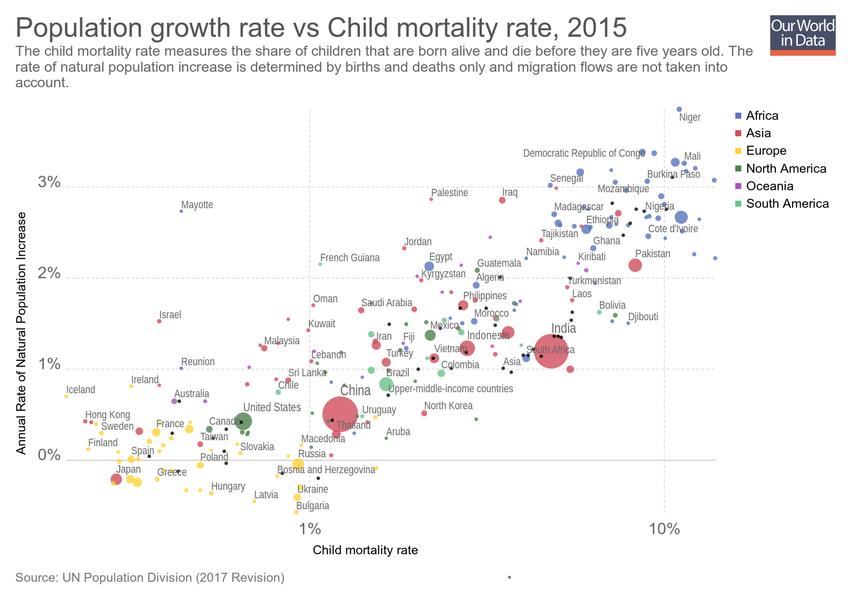 Population growth rate vs Child mortality rate, 2015
Our World
in Data
The child mortality rate measures the share of children that are born alive and die before they are five years old. The
rate of natural population increase is determined by births and deaths only and migration flows are not taken into
account.
Africa
Asia
Europe
North America
Oceania
South America
Annual Rate of Natural Population Increase
3%
2%
1%
0%
Niger
Democratic Republic of Congo
Mali
Senegal
Burkina Faso
Mozambique
Palestine
Iraq
Mayotte
Madagascar
Nigeria
Ethiopia
Cote d'Ivoire
Tajikistan
Ghana
Jordan
Namibia
Kiribati
Pakistan
French Guiana
Egypt
Guatemala
Kyrgyzstan
Algeria
Turkmenistan
Oman
Saudi Arabia
Philippines
Laos
Bolivia
Israel
Kuwait
Morocco
Djibouti
Mexico
India
Malaysia
Iran
Fiji
Indonesia
Lebanon
Turkey
Vietnam
South Africa
Reunion
Sri Lanka
Brazil
Colombia
Asia
Iceland
Ireland
Chile
China
Upper-middle-income countries
Australia
Hong Kong
United States
Uruguay
North Korea
Sweden
France
Canada
Thailand
Finland
Taiwan
Macedonia
Aruba
Spain
Poland
Slovakia
Russia
Japan
Greece
Bosnia and Herzegovina
Hungary
Latvia
Ukraine
Bulgaria
1%
10%
Child mortality rate
Source: UN Population Division (2017 Revision)